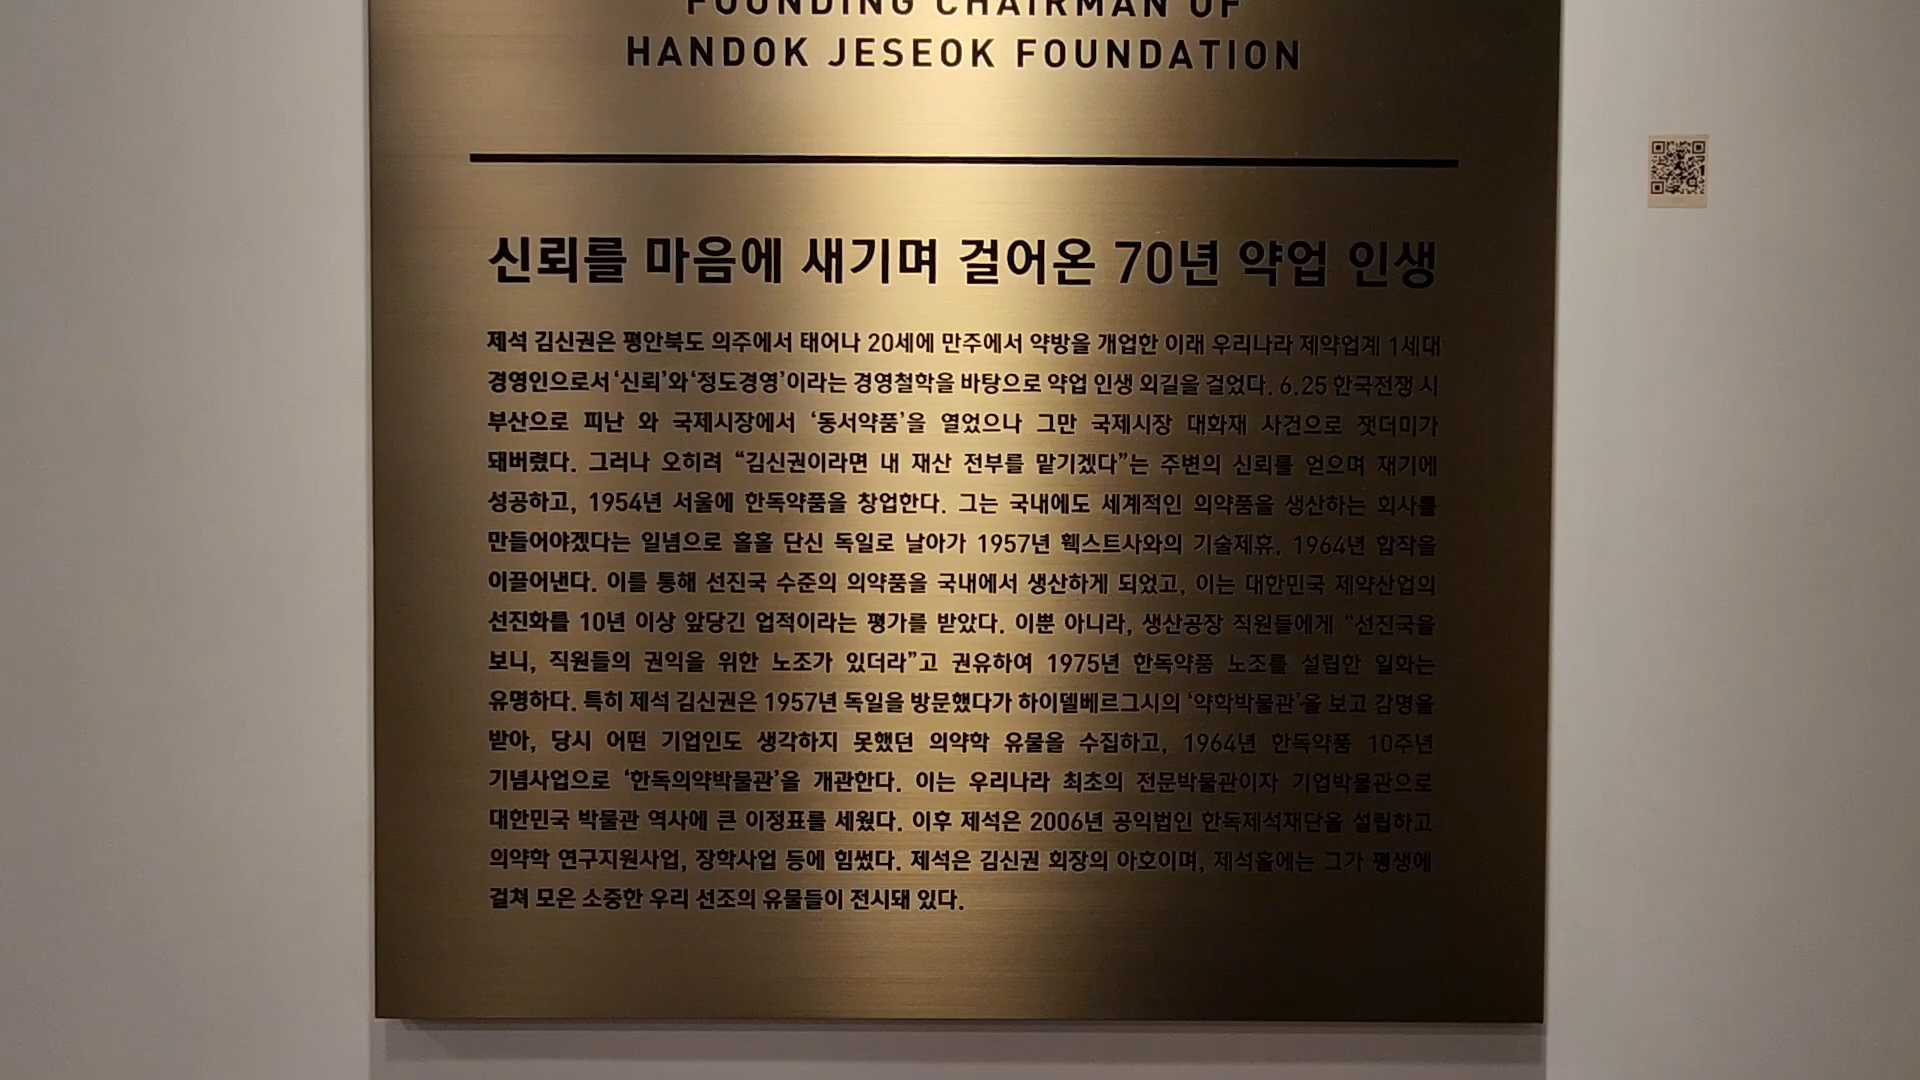 FOUNDING CHAIRMAN OF
HANDOK JESEOK FOUNDATION
신뢰를 마음에 새기며 걸어온 70년 약업 인생
제석 김신권은 평안북도 의주에서 태어나 20세에 만주에서 약방을 개업한 이래 우리나라 제약업계 1세대
경영인으로서 ‘신뢰’와 ‘정도경영’이라는 경영철학을 바탕으로 약업 인생 외길을 걸었다. 6.25 한국전쟁 시
부산으로 피난 와 국제시장에서 ‘동서약품’을 열었으나 그만 국제시장 대화재 사건으로 잿더미가
돼버렸다. 그러나 오히려 “김신권이라면 내 재산 전부를 맡기겠다”는 주변의 신뢰를 얻으며 재기에
성공하고, 1954년 서울에 한독약품을 창업한다. 그는 국내에도 세계적인 의약품을 생산하는 회사를
만들어야겠다는 일념으로 홀홀 단신 독일로 날아가 1957년 훽스트사와의 기술제휴, 1964년 합작을
이끌어낸다. 이를 통해 선진국 수준의 의약품을 국내에서 생산하게 되었고, 이는 대한민국 제약산업의
선진화를 10년 이상 앞당긴 업적이라는 평가를 받았다. 이뿐 아니라, 생산공장 직원들에게 “선진국을
보니, 직원들의 권익을 위한 노조가 있더라”고 권유하여 1975년 한독약품 노조를 설립한 일화는
유명하다. 특히 제석 김신권은 1957년 독일을 방문했다가 하이델베르그시의 ‘약학박물관’을 보고 감명을
받아, 당시 어떤 기업인도 생각하지 못했던 의약학 유물을 수집하고, 1964년 한독약품 10주년
기념사업으로 ‘한독의약박물관’을 개관한다. 이는 우리나라 최초의 전문박물관이자 기업박물관으로
대한민국 박물관 역사에 큰 이정표를 세웠다. 이후 제석은 2006년 공익법인 한독제석재단을 설립하고
의약학 연구지원사업, 장학사업 등에 힘썼다. 제석은 김신권 회장의 아호이며, 제석홀에는 그가 평생에
걸쳐 모은 소중한 우리 선조의 유물들이 전시돼 있다.